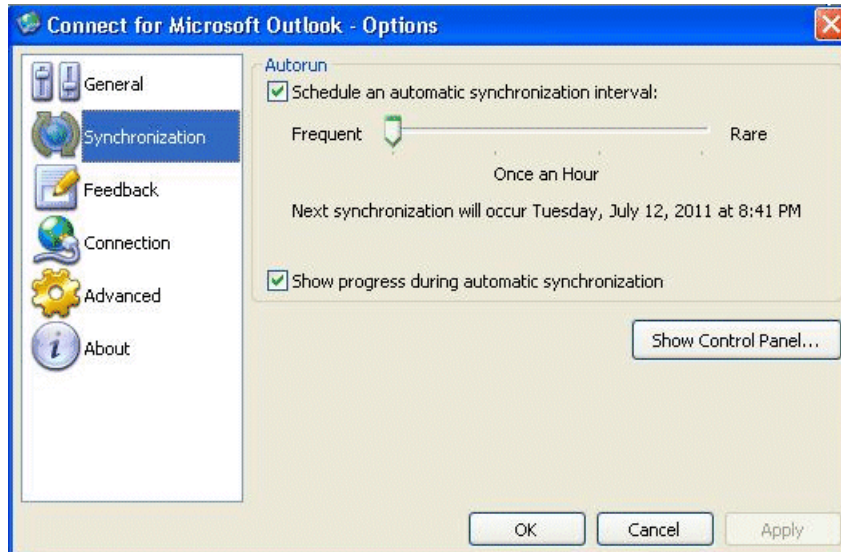 Connect for Microsoft Outlook - Options
General
Synchronization
Feedback
Connection
Advanced
About
Autorun
Schedule an automatic synchronization interval:
Frequent Rare
Once an Hour
Next synchronization will occur Tuesday, July 12, 2011 at 8:41 PM
Show progress during automatic synchronization
Show Control Panel...
OK Cancel Apply